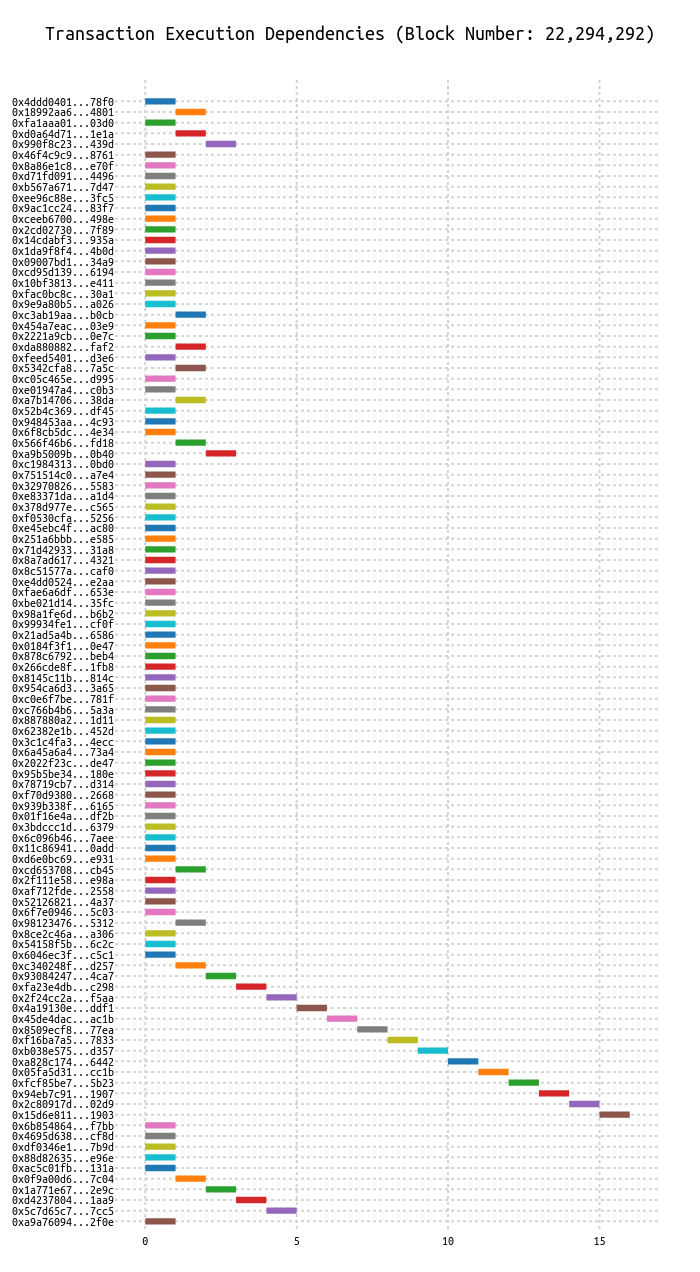 Transaction Execution Dependencies (Block Number: 22,294,292)
0x4ddd0401...78f0
0x18992aa6...4801
0xfa1aaa01...03d0
0xd0a64d71...1e1a
0x990f8c23...439d
0x46f4c9c9...8761
0x8a86e1c8...e70f
0xd71fd091...4496
0xb567a671...7d47
0xee96c88e...3fc5
0x9ac1cc24...83f7
0xceeb6700...498e
0x2cd02730...7f89
0x14cdabf3...935a
0x1da9f8f4...4b0d
0x09007bd1...34a9
0xcd95d139...6194
0x10bf3813...e411
0xfac0bc8c...30a1
0x9e9a80b5...a026
0xc3ab19aa...b0cb
0x454a7eac...03e9
0x2221a9cb...0e7c
0xda880882...faf2
0xfeed5401...d3e6
0x5342cfa8...7a5c
0xc05c465e...d995
0xe01947a4...c0b3
0xa7b14706...38da
0x52b4c369...df45
0x948453aa...4c93
0x6f8cb5dc...4e34
0x566f46b6...fd18
0xa9b5009b...0b40
0xc1984313...0bd0
0x751514c0...a7e4
0x32970826...5583
0xe83371da...a1d4
0x378d977e...c565
0xf0530cfa...5256
0xe45ebc4f...ac80
0x251a6bbb...e585
0x71d42933...31a8
0x8a7ad617...4321
0x8c51577a...caf0
0xe4dd0524...e2aa
0xfae6a6df...653e
0xbe021d14...35fc
0x98a1fe6d...b6b2
0x99934fe1...cf0f
0x21ad5a4b...6586
0x0184f3f1...0e47
0x878c6792...beb4
0x266cde8f...1fb8
0x8145c11b...814c
0x954ca6d3...3a65
0xc0e6f7be...781f
0xc766b4b6...5a3a
0x887880a2...1d11
0x62382e1b...452d
0x3c1c4fa3...4ecc
0x6a45a6a4...73a4
0x2022f23c...de47
0x95b5be34...180e
0x78719cb7...d314
0xf70d9380...2668
0x939b338f...6165
0x01f16e4a...df2b
0x3bdccc1d...6379
0x6c096b46...7aee
0x11c86941...0add
0xd6e0bc69...e931
0xcd653708...cb45
0x2f111e58...e98a
0xaf712fde...2558
0x52126821...4a37
0x6f7e0946...5c03
0x98123476...5312
0x8ce2c46a...a306
0x54158f5b...6c2c
0x6046ec3f...c5c1
0xc340248f...d257
0x93084247...4ca7
0xfa23e4db...c298
0x2f24cc2a...f5aa
0x4a19130e...ddf1
0x45de4dac...ac1b
0x8509ecf8...77ea
0xf16ba7a5...7833
0xb038e575...d357
0xa828c174...6442
0x05fa5d31...cc1b
0xfcf85be7...5b23
0x94eb7c91...1907
0x2c80917d...02d9
0x15d6e811...1903
0x6b854864...f7bb
0x4695d638...cf8d
0xdf0346e1...7b9d
0x88d82635...e96e
0xac5c01fb...131a
0x0f9a00d6...7c04
0x1a771e67...2e9c
0xd4237804...1aa9
0x5c7d65c7...7cc5
0xa9a76094...2f0e
0 5 10 15